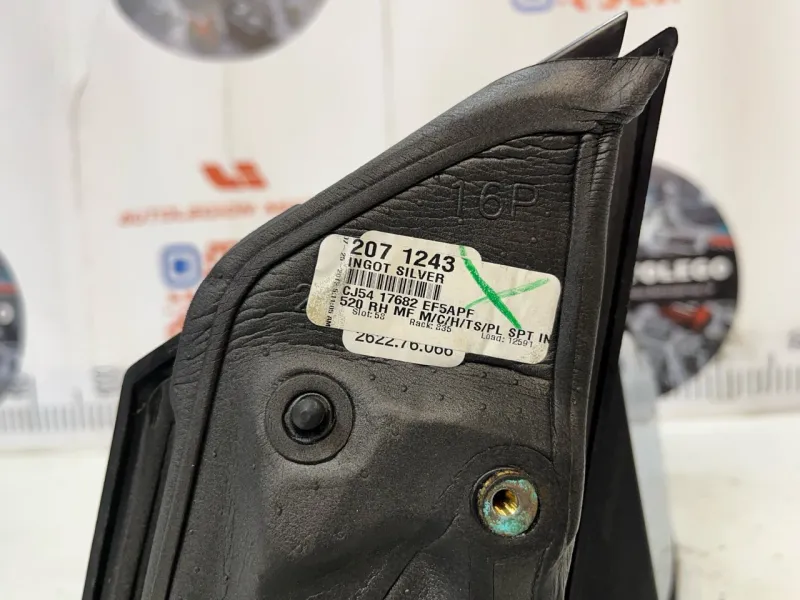 16P
207 1243
INGOT SILVER
CJ54 17682 EF5APF
520 RH MF M/C/H/TS/PL SPT IN
Slot: 58 Rack: 835 Load: 12591
2622.76.066